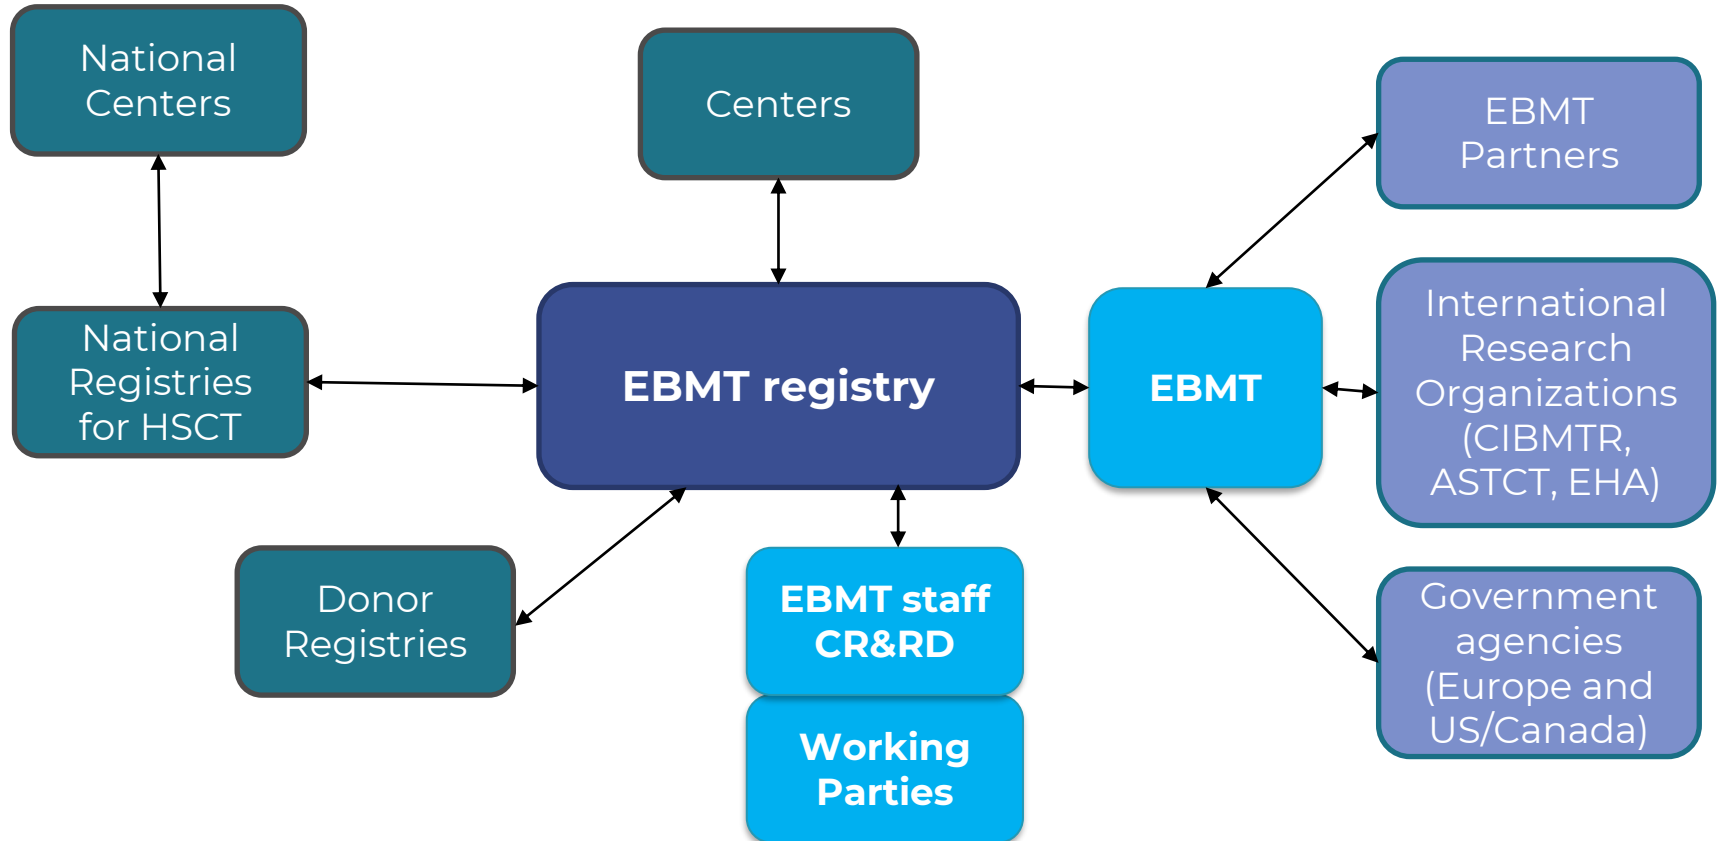 National
Centers
Centers
EBMT
Partners
National
Registries
for HSCT
EBMT registry
EBMT
International
Research
Organizations
(CIBMTR,
ASTCT, EHA)
Donor
Registries
EBMT staff
CR&RD
Working
Parties
Government
agencies
(Europe and
US/Canada)